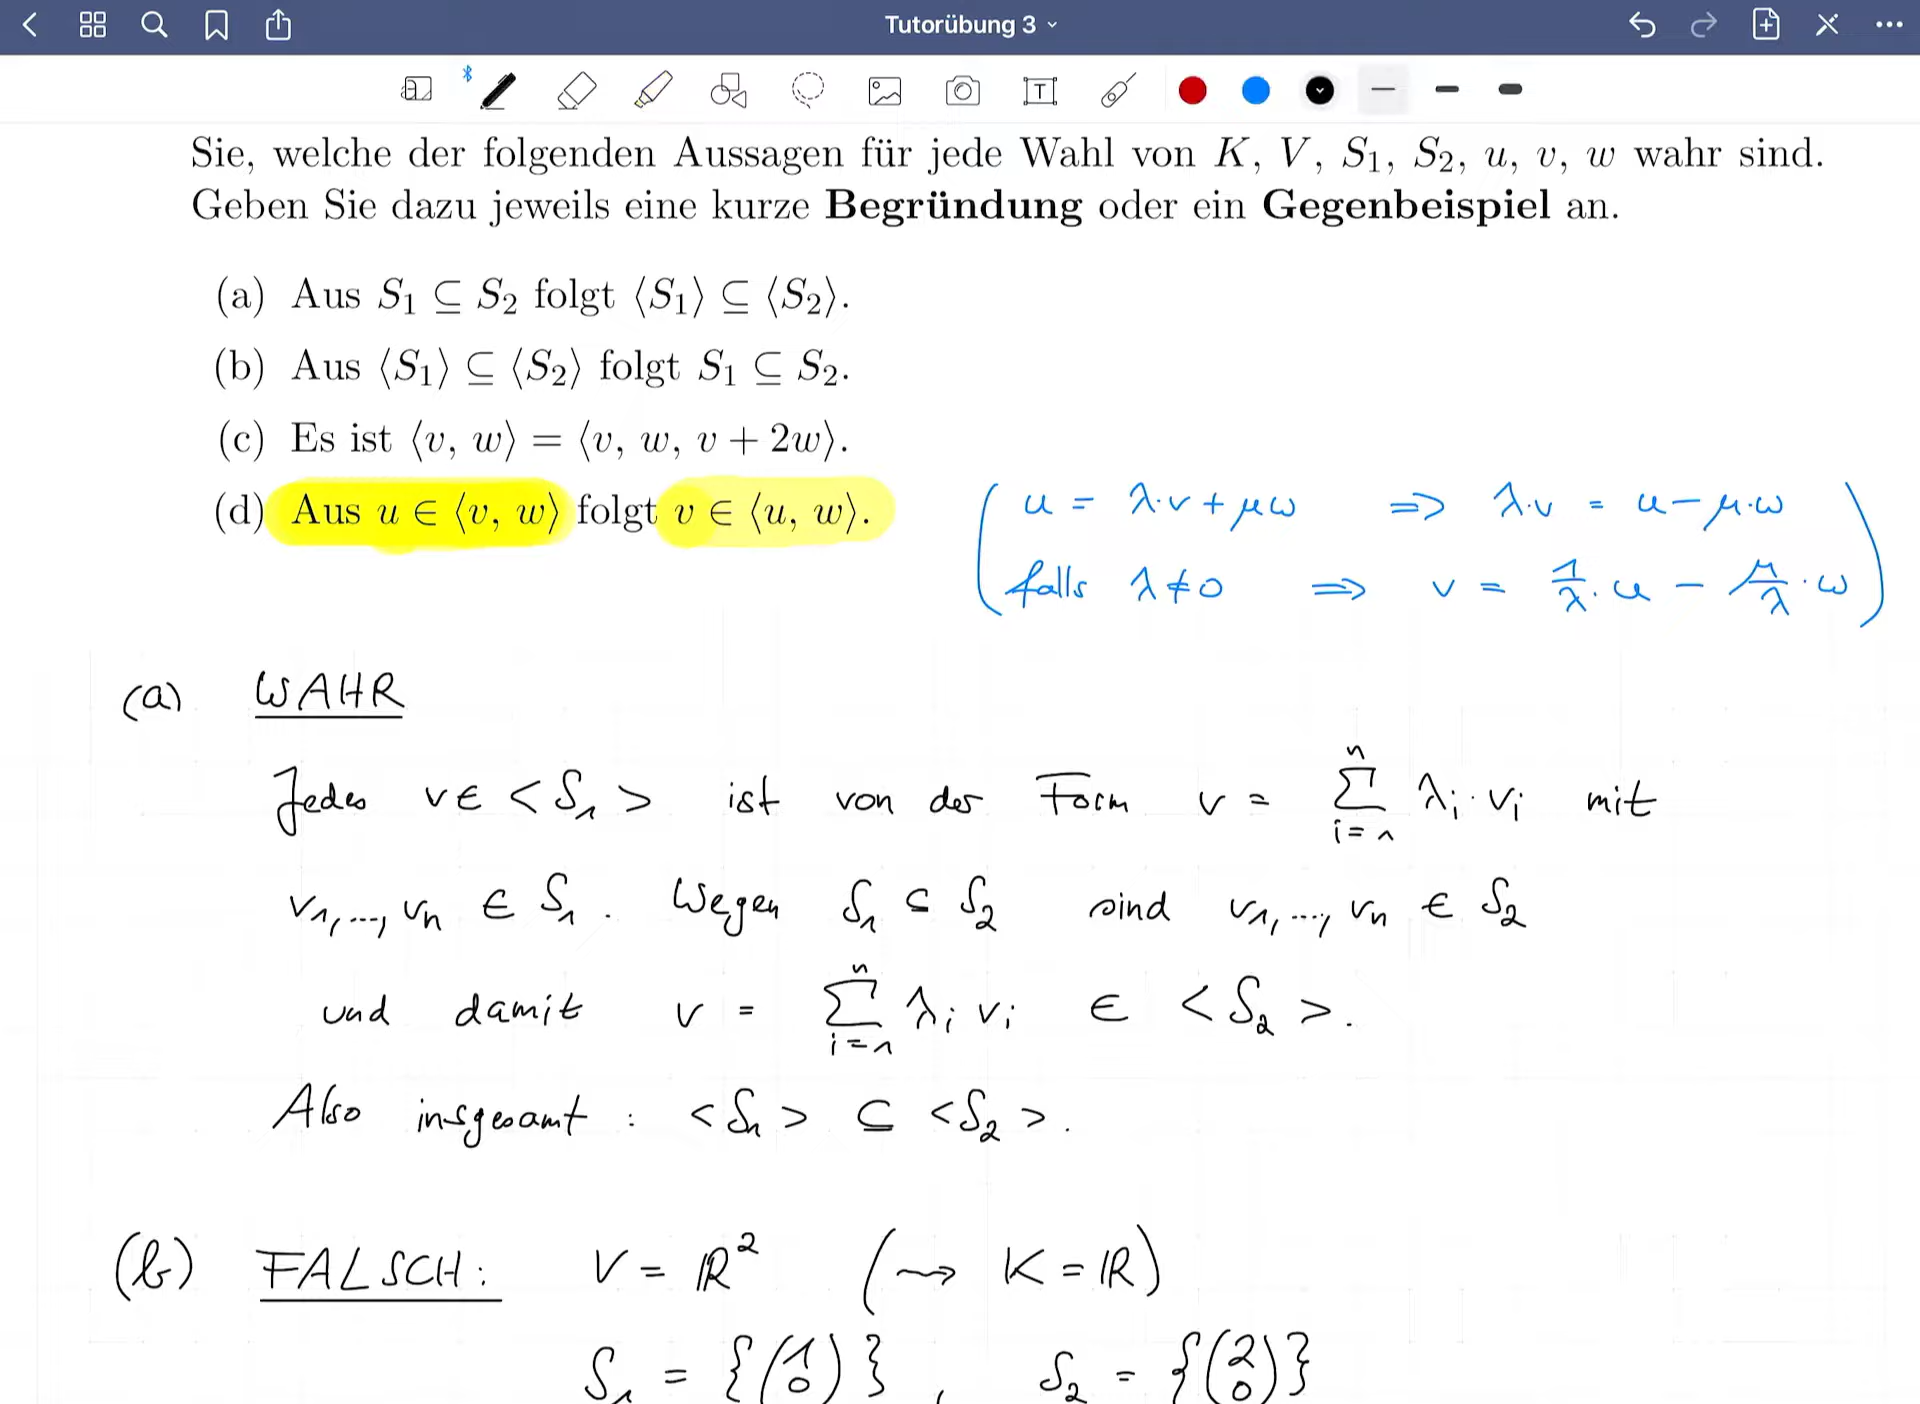 Tutorübung 3
Sie, welche der folgenden Aussagen für jede Wahl von K, V, S₁, S₂, u, v, w wahr sind.
Geben Sie dazu jeweils eine kurze Begründung oder ein Gegenbeispiel an.
(a) Aus S₁ ⊆ S₂ folgt ⟨S₁⟩ ⊆ ⟨S₂⟩.
(b) Aus ⟨S₁⟩ ⊆ ⟨S₂⟩ folgt S₁ ⊆ S₂.
(c) Es ist ⟨v, w⟩ = ⟨v, w, v + 2w⟩.
(d) Aus u ∈ ⟨v, w⟩ folgt v ∈ ⟨u, w⟩.
( u = λ·v + μw ⇒ λ·v = u − μ·w
falls λ ≠ 0 ⇒ v = 1/λ · u − μ/λ · w )
(a) WAHR
Jedes v ∈ <S₁> ist von der Form v = ∑_{i=1}^{n} λᵢ · vᵢ mit
v₁, ..., vₙ ∈ S₁. Wegen S₁ ⊆ S₂ sind v₁, ..., vₙ ∈ S₂
und damit v = ∑_{i=1}^{n} λᵢ vᵢ ∈ <S₂>.
Also insgesamt : <S₁> ⊆ <S₂>.
(b) FALSCH: V = ℝ² (⇝ K = ℝ)
S₁ = {(1 0)}, S₂ = {(2 0)}